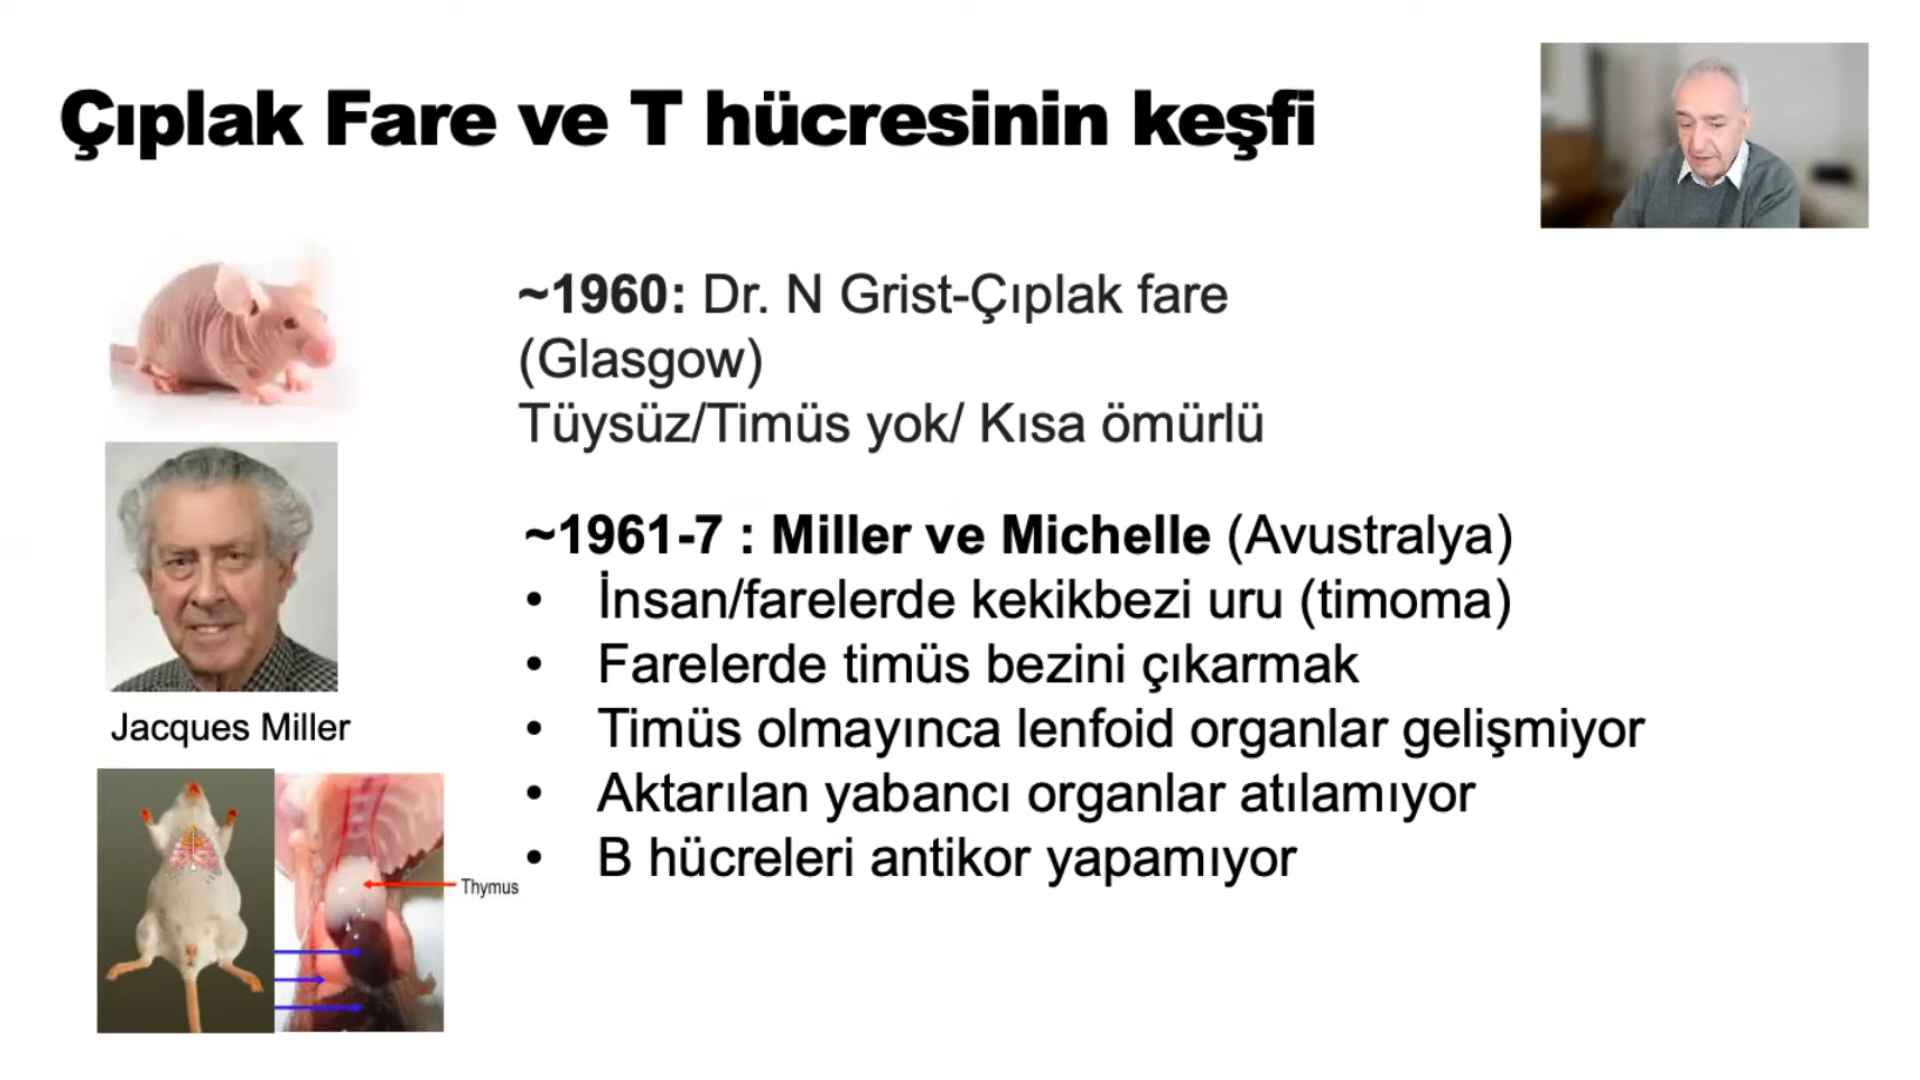 Çıplak Fare ve T hücresinin keşfi
~1960: Dr. N Grist-Çıplak fare
(Glasgow)
Tüysüz/Timüs yok/ Kısa ömürlü
~1961-7 : Miller ve Michelle (Avustralya)
• İnsan/farelerde kekikbezi uru (timoma)
• Farelerde timüs bezini çıkarmak
• Timüs olmayınca lenfoid organlar gelişmiyor
• Aktarılan yabancı organlar atılamıyor
• B hücreleri antikor yapamıyor
Jacques Miller
Thymus